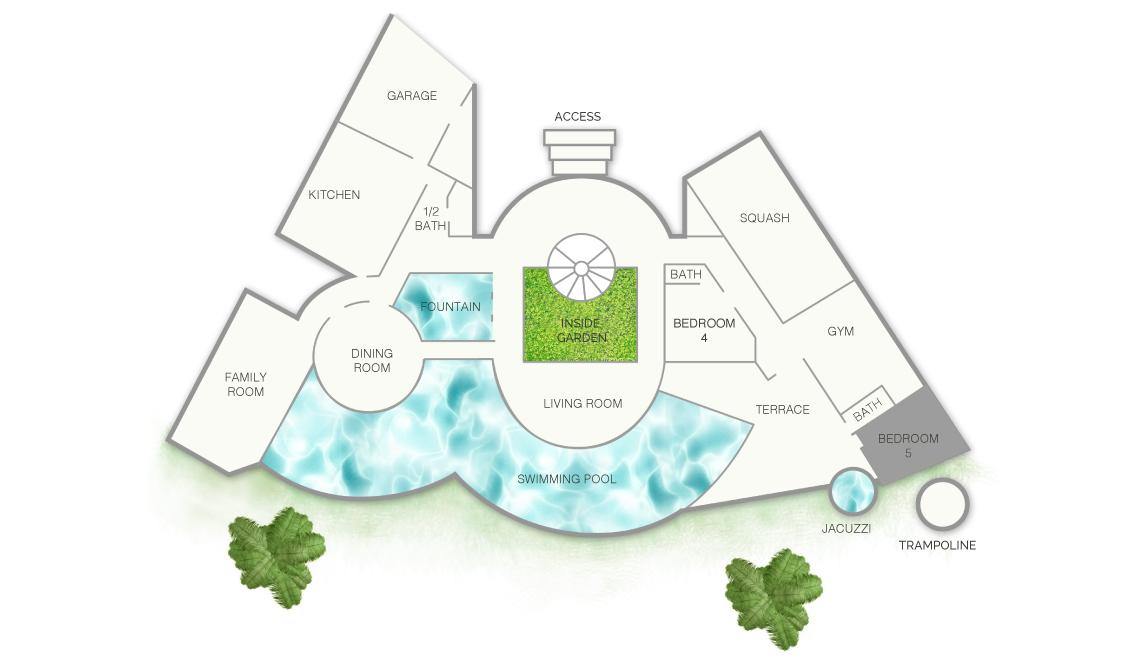 GARAGE
ACCESS
KITCHEN
1/2
BATH
SQUASH
BATH
FOUNTAIN
INSIDE
GARDEN
BEDROOM
4
GYM
DINING
ROOM
FAMILY
ROOM
LIVING ROOM
TERRACE
BATH
BEDROOM
5
SWIMMING POOL
JACUZZI
TRAMPOLINE